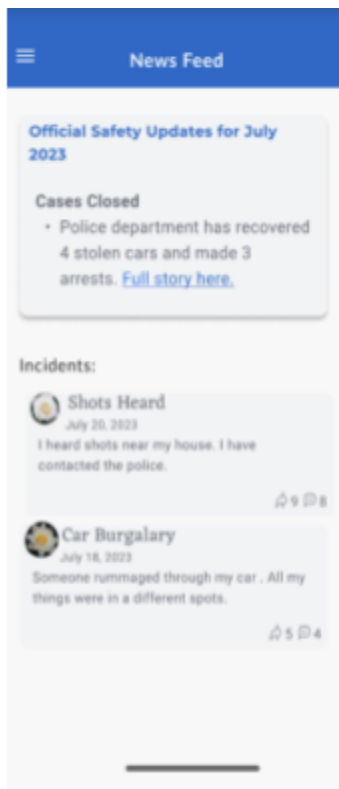 News Feed
Official Safety Updates for July
2023
Cases Closed
• Police department has recovered
4 stolen cars and made 3
arrests. Full story here.
Incidents:
Shots Heard
July 20, 2023
I heard shots near my house. I have
contacted the police.
9 8
Car Burgalary
July 18, 2023
Someone rummaged through my car . All my
things were in a different spots.
5 4